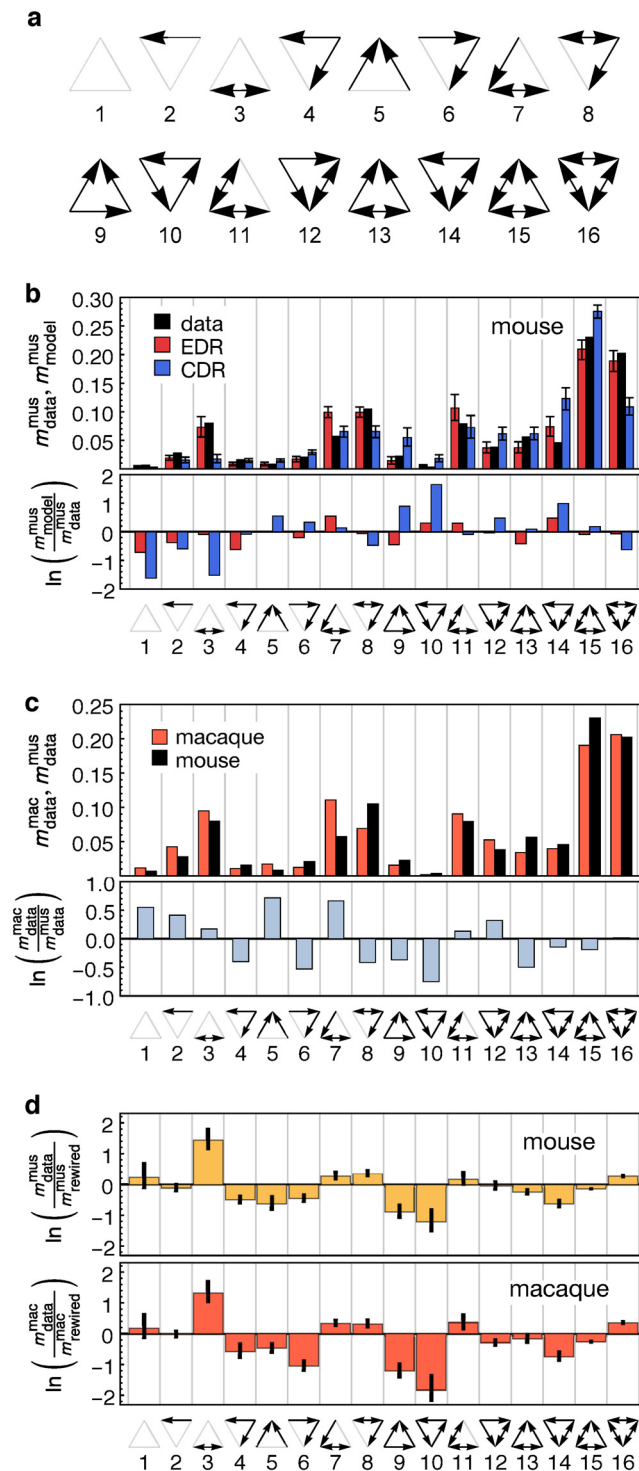 a
1 2 3 4 5 6 7 8
9 10 11 12 13 14 15 16
b
m^mus_data, m^mus_model
0.30
0.25
0.20
0.15
0.10
0.05
data
EDR
CDR
mouse
ln (m^mus_model / m^mus_data)
2
1
0
−1
−2
1 2 3 4 5 6 7 8 9 10 11 12 13 14 15 16
c
m^mac_data, m^mus_data
0.25
0.20
0.15
0.10
0.05
macaque
mouse
ln (m^mac_data / m^mus_data)
1.0
0.5
0.0
−0.5
−1.0
1 2 3 4 5 6 7 8 9 10 11 12 13 14 15 16
d
ln (m^mus_data / m^mus_rewired)
2
1
0
−1
−2
mouse
ln (m^mac_data / m^mac_rewired)
2
1
0
−1
−2
macaque
1 2 3 4 5 6 7 8 9 10 11 12 13 14 15 16